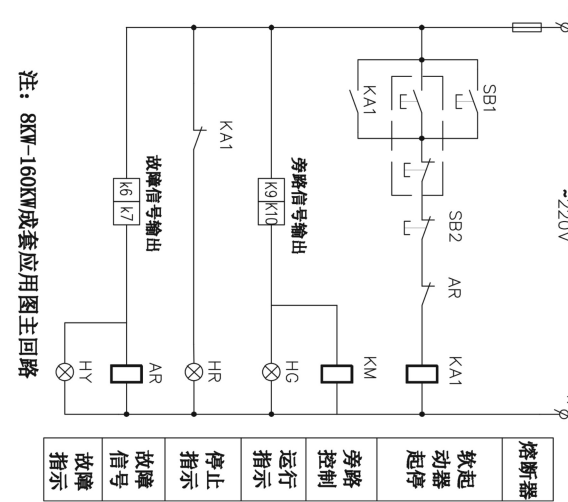 ~220V
SB1
KA1
KA1
SB2
AR
KA1
旁路信号输出
K9 K10
故障信号输出
k6 k7
KM
HG
HR
AR
HY
熔断器
软起
动器
起停
旁路
控制
运行
指示
停止
指示
故障
信号
故障
指示
注：8KW-160KW成套应用图主回路